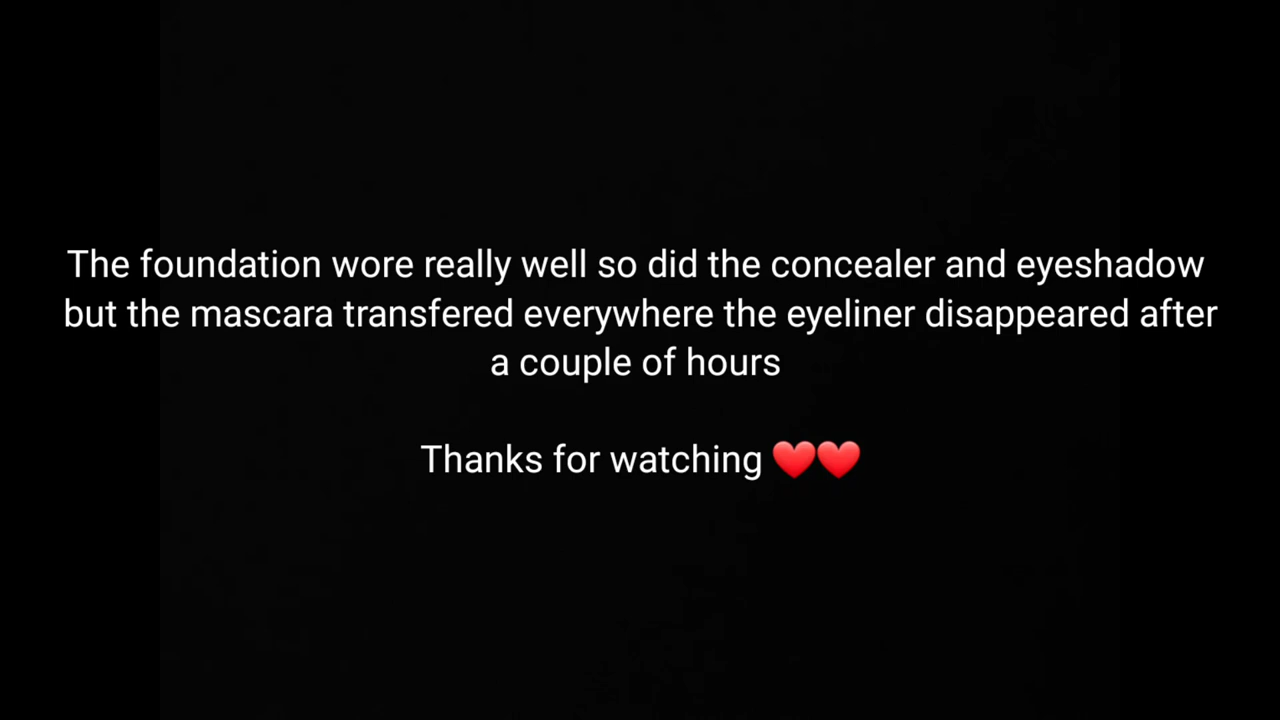 The foundation wore really well so did the concealer and eyeshadow
but the mascara transfered everywhere the eyeliner disappeared after
a couple of hours
Thanks for watching ❤️❤️